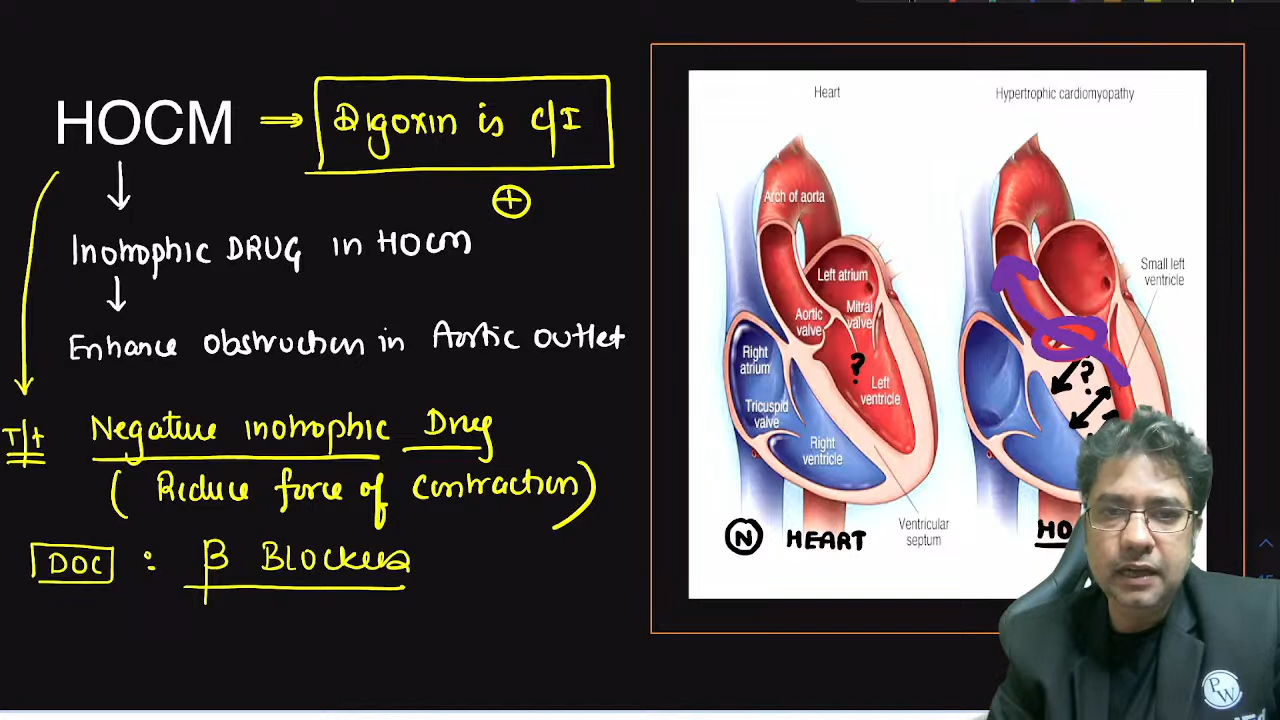 HOCM ⇒ Digoxin is c/I
⊕
↓
Inotrophic DRUG in HOCM
↓
Enhance obstruction in Aortic outlet
T/t Negative inotrophic Drug
( Reduce force of contraction )
DOC : β Blockers
Heart
Hypertrophic cardiomyopathy
Arch of aorta
Left atrium
Aortic valve
Mitral valve
?
Right atrium
Left ventricle
Tricuspid valve
Right ventricle
Ventricular septum
Small left ventricle
?
N HEART
HO
P
W